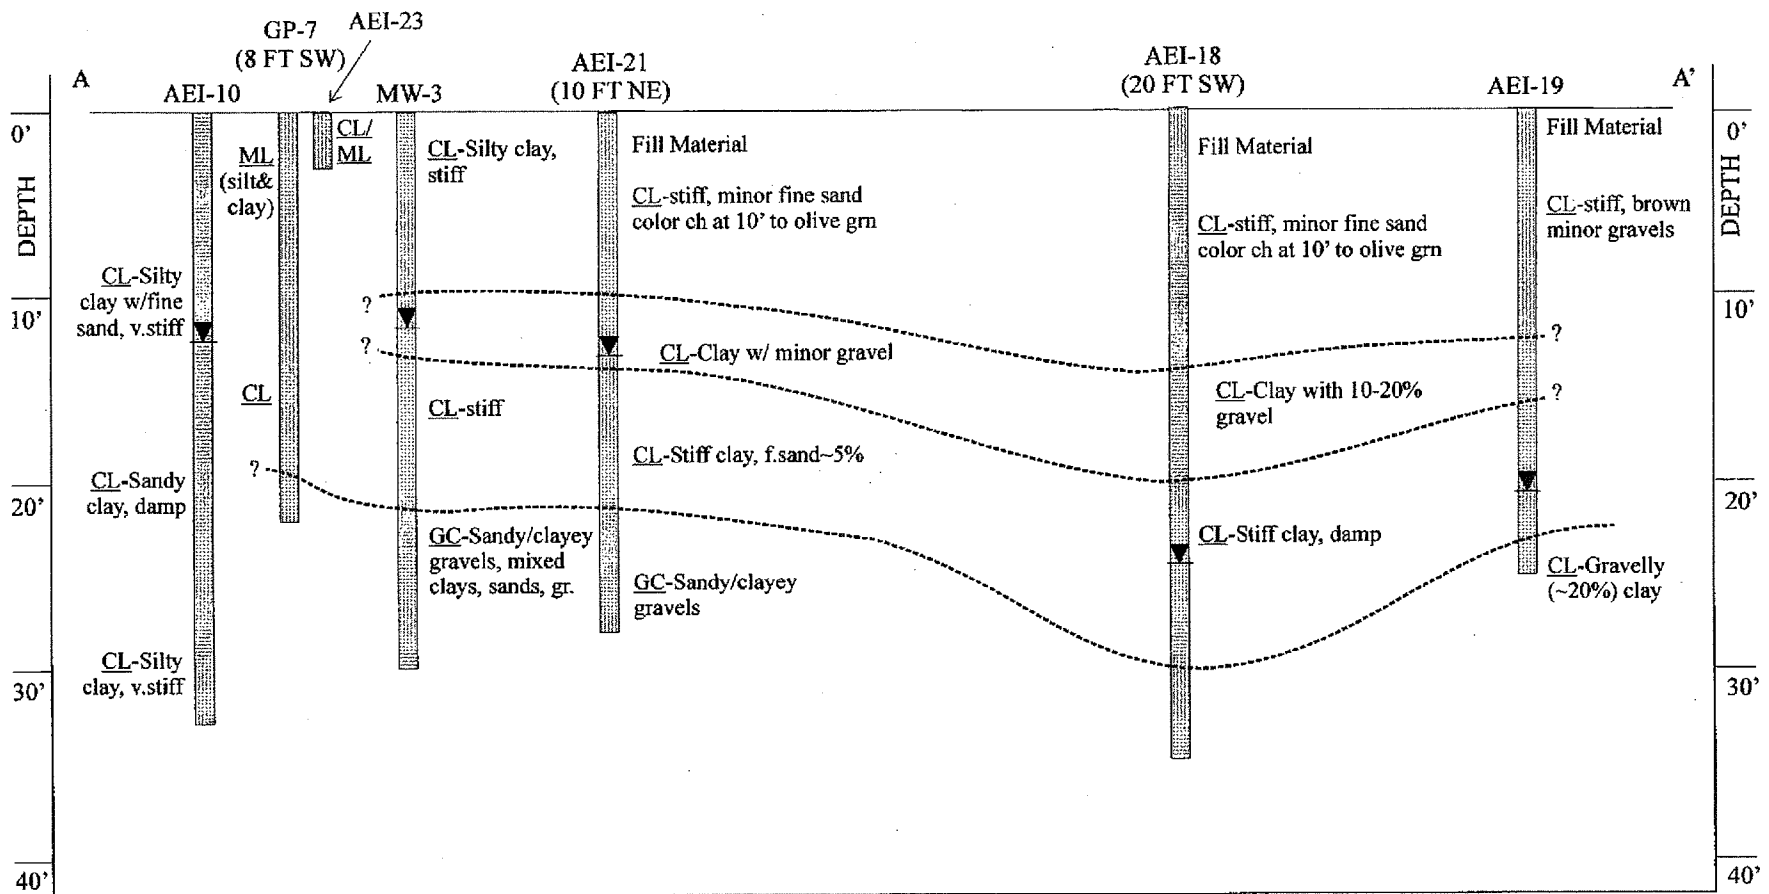 GP-7
(8 FT SW)
AEI-23
A
AEI-10
MW-3
AEI-21
(10 FT NE)
AEI-18
(20 FT SW)
AEI-19
A'
DEPTH
0'
10'
20'
30'
40'
CL-Silty
clay w/fine
sand, v.stiff
CL-Sandy
clay, damp
CL-Silty
clay, v.stiff
ML
(silt&
clay)
CL
?
CL/
ML
CL-Silty clay,
stiff
?
?
CL-stiff
GC-Sandy/clayey
gravels, mixed
clays, sands, gr.
Fill Material
CL-stiff, minor fine sand
color ch at 10' to olive grn
CL-Clay w/ minor gravel
CL-Stiff clay, f.sand~5%
GC-Sandy/clayey
gravels
Fill Material
CL-stiff, minor fine sand
color ch at 10' to olive grn
CL-Clay with 10-20%
gravel
CL-Stiff clay, damp
Fill Material
CL-stiff, brown
minor gravels
?
?
CL-Gravelly
(~20%) clay
DEPTH
0'
10'
20'
30'
40'